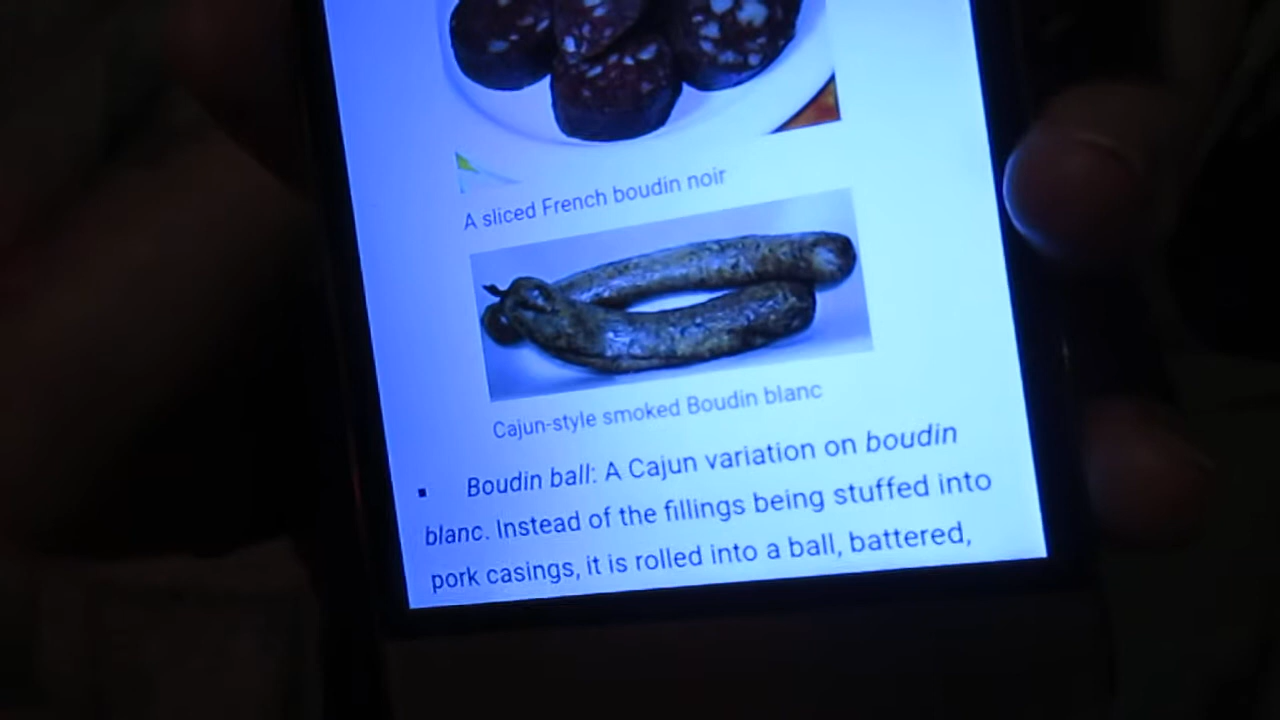 A sliced French boudin noir
Cajun-style smoked Boudin blanc
▪ Boudin ball: A Cajun variation on boudin
blanc. Instead of the fillings being stuffed into
pork casings, it is rolled into a ball, battered,